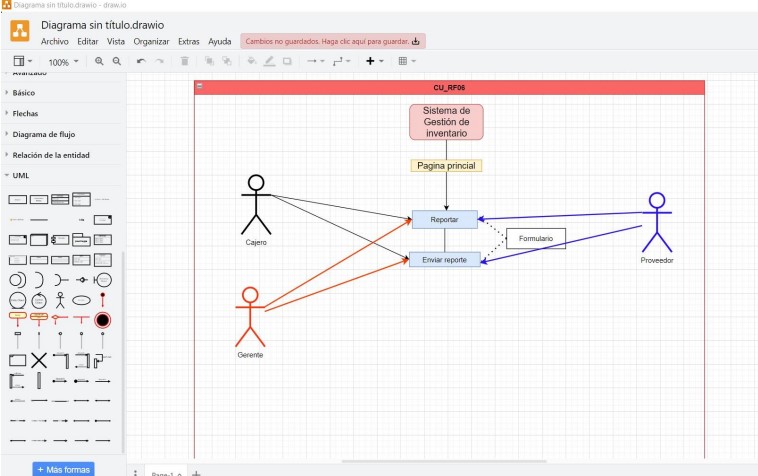 Diagrama sin título.drawio - draw.io
Diagrama sin título.drawio
Archivo Editar Vista Organizar Extras Ayuda Cambios no guardados. Haga clic aquí para guardar.
100%
Avanzado
Básico
Flechas
Diagrama de flujo
Relación de la entidad
UML
+ Más formas
CU_RF06
Sistema de
Gestión de
inventario
Pagina princial
Reportar
Formulario
Enviar reporte
Cajero
Proveedor
Gerente
Page-1